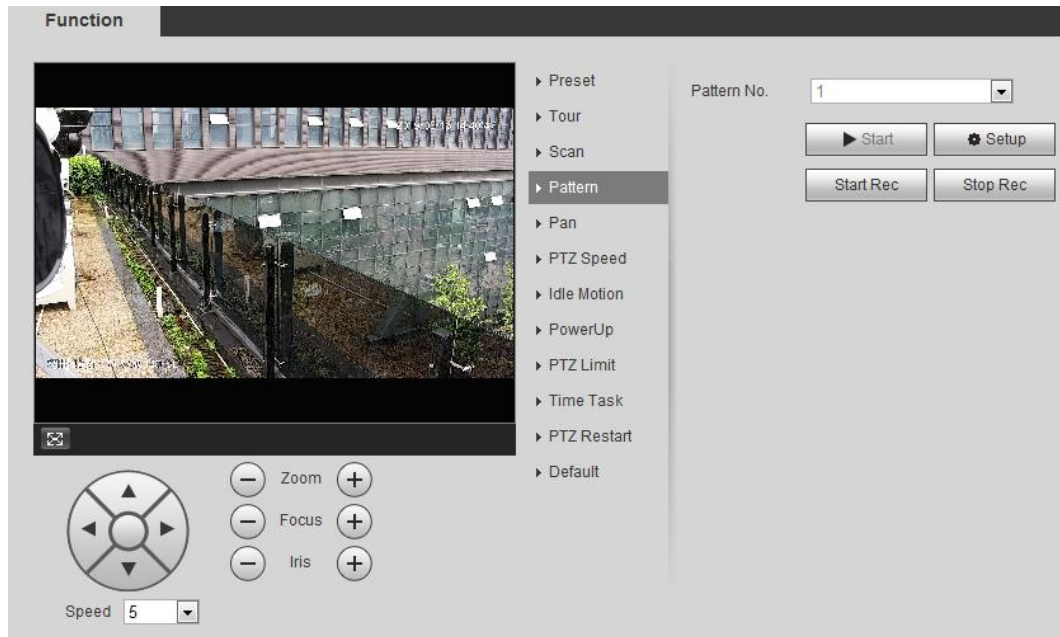 Function
Preset
Tour
Scan
Pattern
Pan
PTZ Speed
Idle Motion
PowerUp
PTZ Limit
Time Task
PTZ Restart
Default
Pattern No. 1
Start Setup
Start Rec Stop Rec
Zoom
Focus
Iris
Speed 5